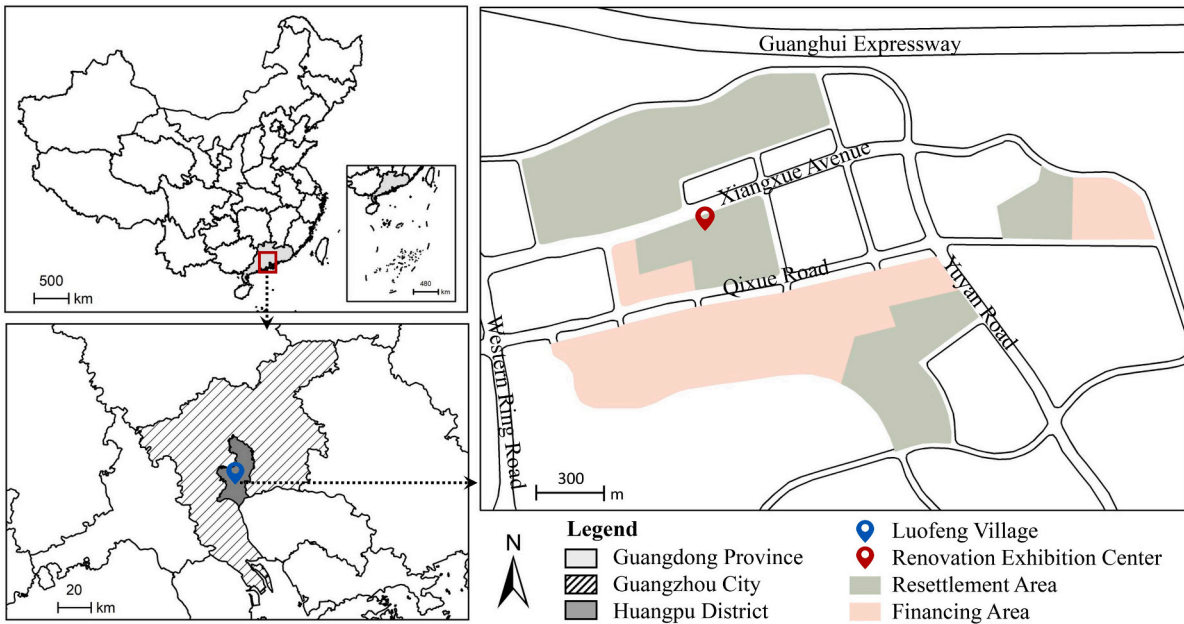 500
km
480
km
20
km
Guanghui Expressway
Xiangxue Avenue
Qixue Road
Yuyan Road
Western Ring Road
300
m
N
Legend
Guangdong Province
Guangzhou City
Huangpu District
Luofeng Village
Renovation Exhibition Center
Resettlement Area
Financing Area